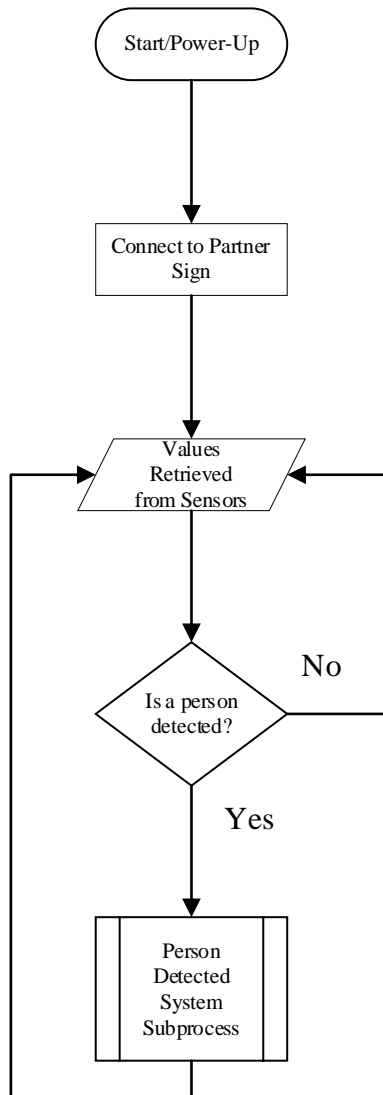 Start/Power-Up
Connect to Partner
Sign
Values
Retrieved
from Sensors
Is a person
detected?
No
Yes
Person
Detected
System
Subprocess